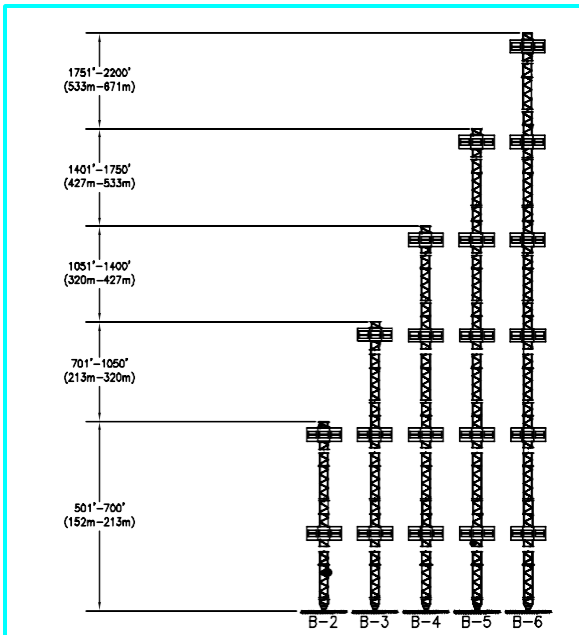 1751'-2200'
(533m-671m)
1401'-1750'
(427m-533m)
1051'-1400'
(320m-427m)
701'-1050'
(213m-320m)
501'-700'
(152m-213m)
B-2 B-3 B-4 B-5 B-6